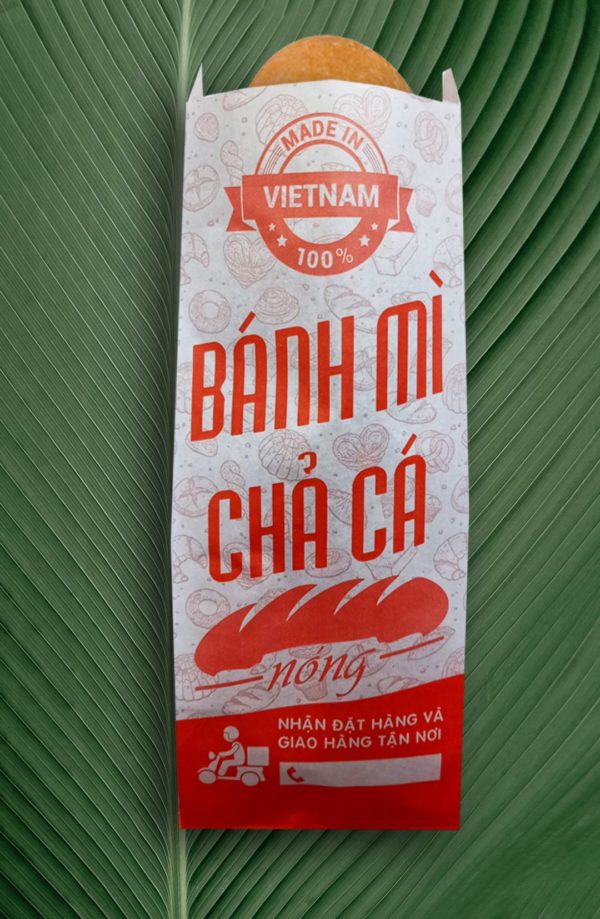 MADE IN
VIETNAM
100%
BÁNH MÌ
CHẢ CÁ
nóng
NHẬN ĐẶT HÀNG VÀ
GIAO HÀNG TẬN NƠI